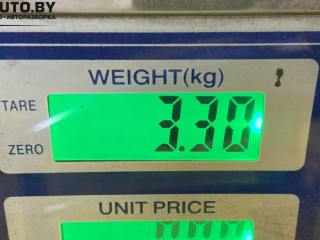 UTO.BY
АВТОРАЗБОРКА
WEIGHT(kg)
TARE
3.30
ZERO
UNIT PRICE